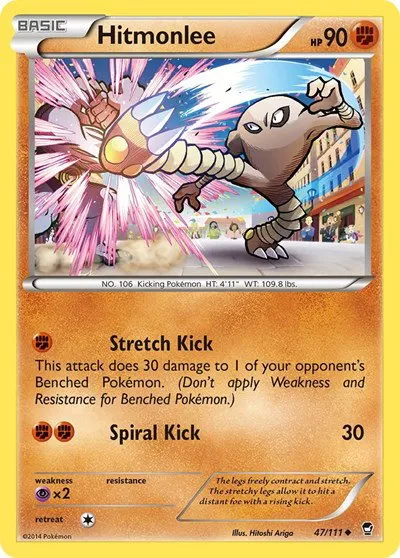 BASIC Hitmonlee HP90
NO. 106 Kicking Pokémon HT: 4'11" WT: 109.8 lbs.
Stretch Kick
This attack does 30 damage to 1 of your opponent's
Benched Pokémon. (Don't apply Weakness and
Resistance for Benched Pokémon.)
Spiral Kick 30
weakness resistance
×2
The legs freely contract and stretch.
The stretchy legs allow it to hit a
distant foe with a rising kick.
retreat
©2014 Pokémon Illus. Hitoshi Ariga 47/111